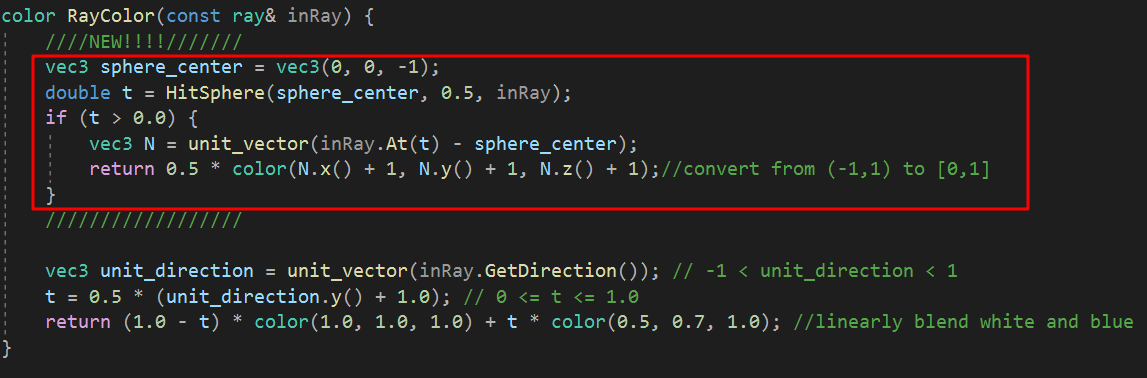 color RayColor(const ray& inRay) {
////NEW!!!!///////
vec3 sphere_center = vec3(0, 0, -1);
double t = HitSphere(sphere_center, 0.5, inRay);
if (t > 0.0) {
vec3 N = unit_vector(inRay.At(t) - sphere_center);
return 0.5 * color(N.x() + 1, N.y() + 1, N.z() + 1);//convert from (-1,1) to [0,1]
}
//////////////////
vec3 unit_direction = unit_vector(inRay.GetDirection()); // -1 < unit_direction < 1
t = 0.5 * (unit_direction.y() + 1.0); // 0 <= t <= 1.0
return (1.0 - t) * color(1.0, 1.0, 1.0) + t * color(0.5, 0.7, 1.0); //linearly blend white and blue
}